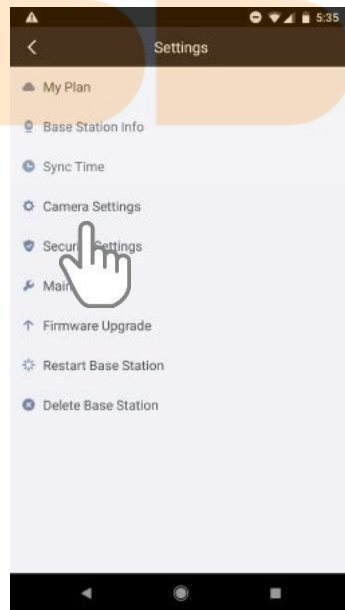 5:35
Settings
My Plan
Base Station Info
Sync Time
Camera Settings
Settings
Firmware Upgrade
Restart Base Station
Delete Base Station